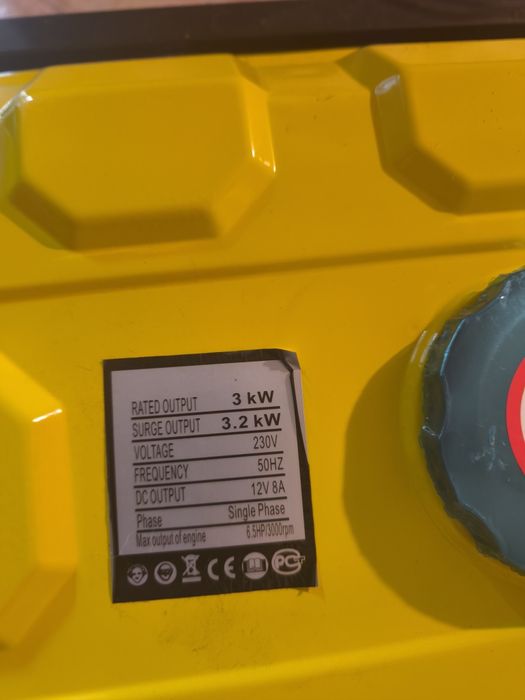 RATED OUTPUT 3 kW
SURGE OUTPUT 3.2 kW
VOLTAGE 230V
FREQUENCY 50HZ
DC OUTPUT 12V 8A
Phase Single Phase
Max output of engine 6.5HP/3000rpm
CE PCT